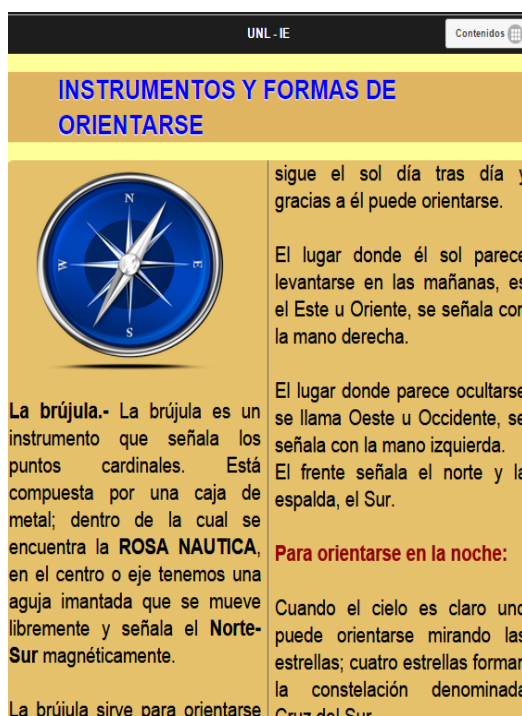 UNL - IE
Contenidos
INSTRUMENTOS Y FORMAS DE
ORIENTARSE
N
E
S
La brújula.- La brújula es un
instrumento que señala los
puntos cardinales. Está
compuesta por una caja de
metal; dentro de la cual se
encuentra la ROSA NAUTICA,
en el centro o eje tenemos una
aguja imantada que se mueve
libremente y señala el Norte-
Sur magnéticamente.
La brújula sirve para orientarse
sigue el sol día tras día y
gracias a él puede orientarse.
El lugar donde él sol parece
levantarse en las mañanas, es
el Este u Oriente, se señala con
la mano derecha.
El lugar donde parece ocultarse
se llama Oeste u Occidente, se
señala con la mano izquierda.
El frente señala el norte y la
espalda, el Sur.
Para orientarse en la noche:
Cuando el cielo es claro uno
puede orientarse mirando las
estrellas; cuatro estrellas forman
la constelación denominada
Cruz del Sur